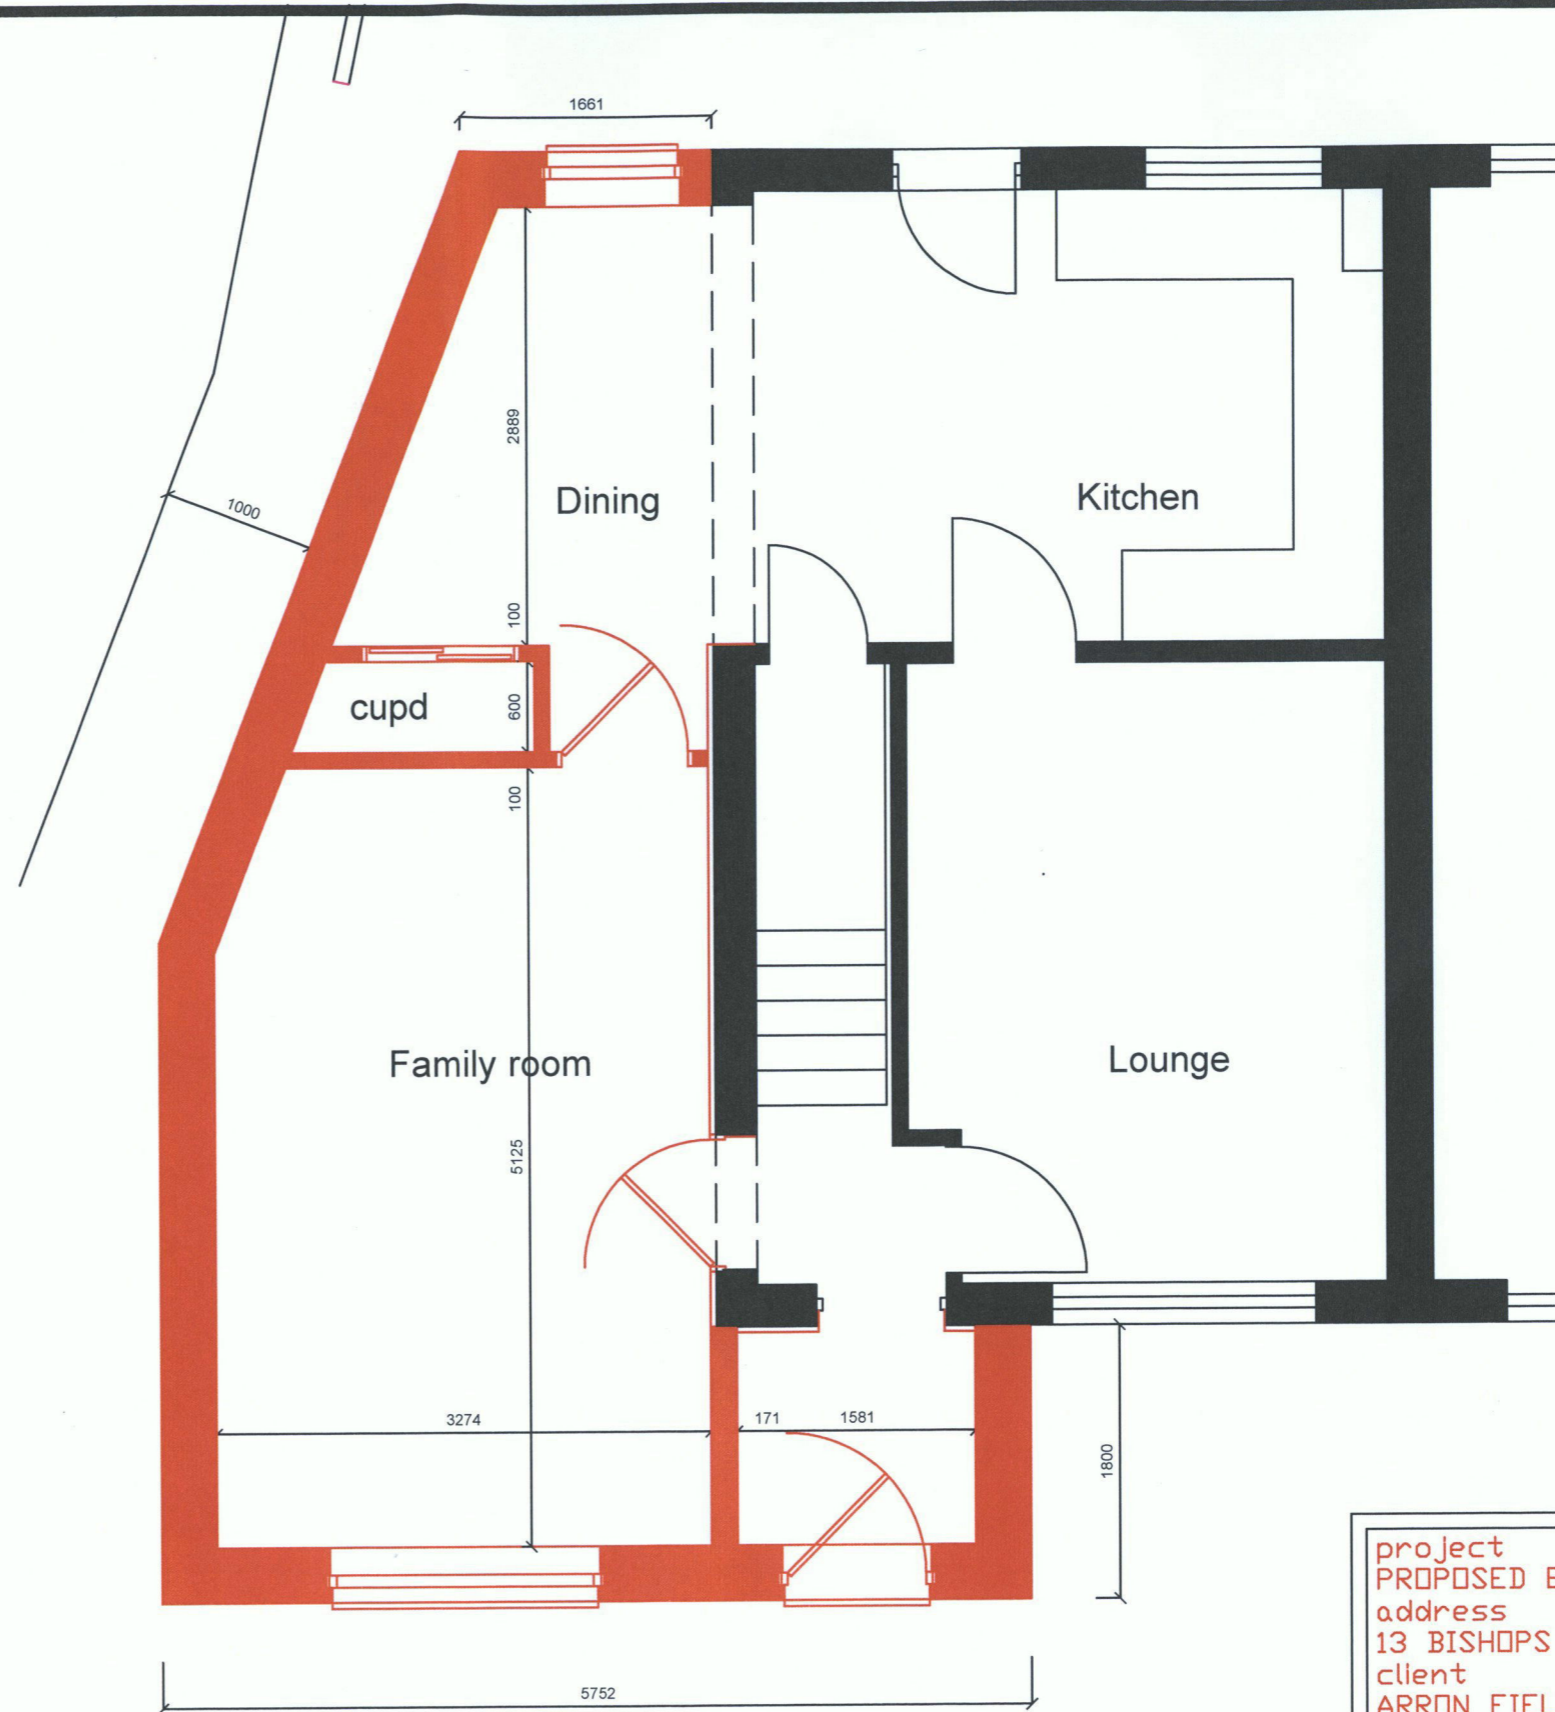 1661
2889
Dining
Kitchen
1000
100
cupd
600
100
Family room
Lounge
5125
3274
171
1581
1800
project
PROPOSED
address
13 BISHOPS
client
ARRON
5752